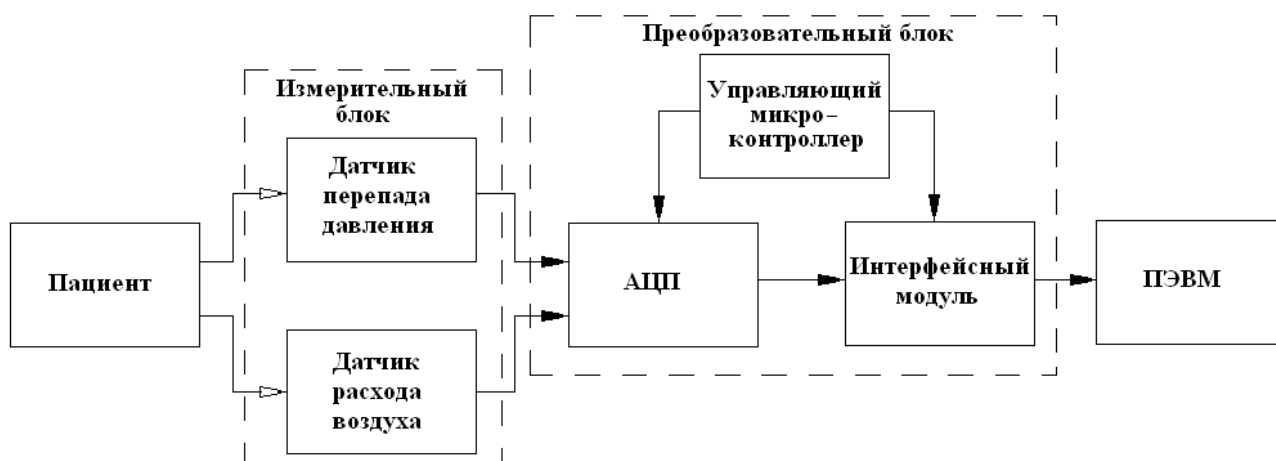 Преобразовательный блок
Измерительный
блок
Управляющий
микро–
контроллер
Датчик
перепада
давления
Пациент
АЦП
Интерфейсный
модуль
ПЭВМ
Датчик
расхода
воздуха